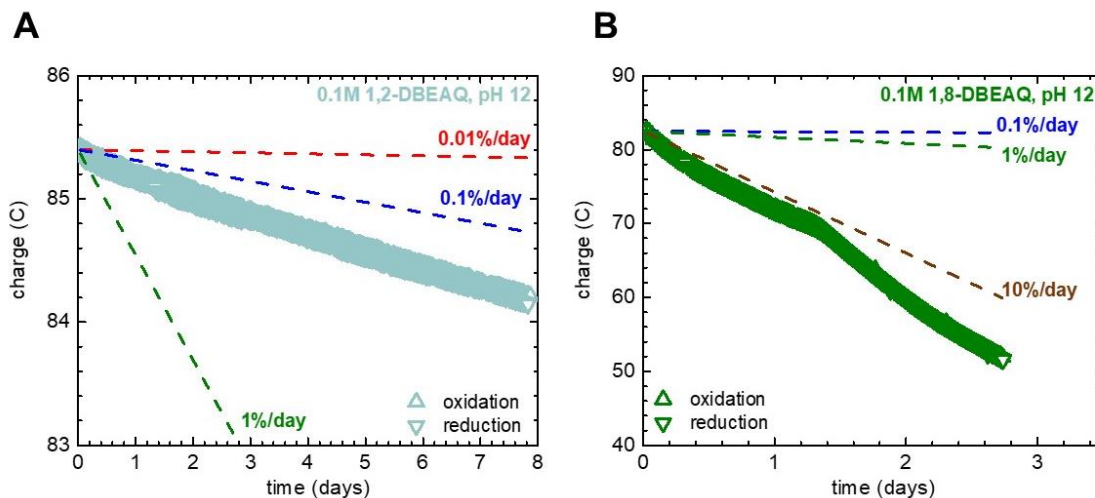 A
86
85
84
83
0 1 2 3 4 5 6 7 8
charge (C)
time (days)
0.1M 1,2-DBEAQ, pH 12
0.01%/day
0.1%/day
1%/day
oxidation
reduction
B
90
80
70
60
50
40
0 1 2 3
charge (C)
time (days)
0.1M 1,8-DBEAQ, pH 12
0.1%/day
1%/day
10%/day
oxidation
reduction